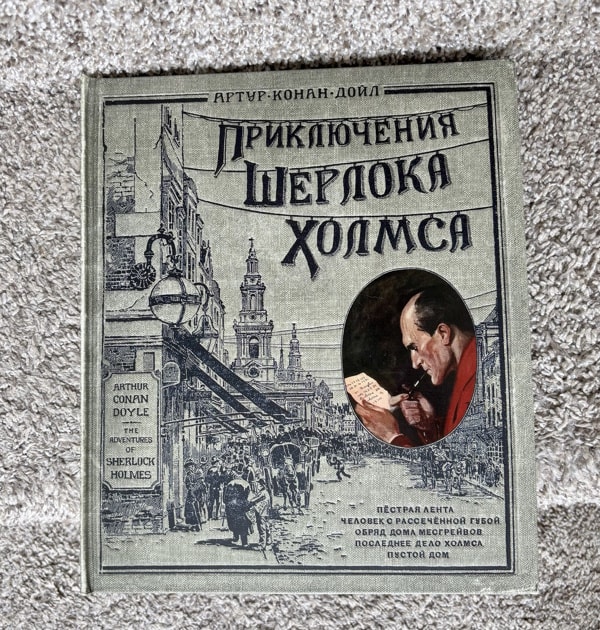 АРТУР·КОНАН·ДОЙЛ
ПРИКЛЮЧЕНИЯ
ШЕРЛОКА
ХОЛМСА
ARTHUR
CONAN
DOYLE
THE
ADVENTURES
OF
SHERLOCK
HOLMES
ПЁСТРАЯ ЛЕНТА
ЧЕЛОВЕК С РАССЕЧЁННОЙ ГУБОЙ
ОБРЯД ДОМА МЕСГРЕЙВОВ
ПОСЛЕДНЕЕ ДЕЛО ХОЛМСА
ПУСТОЙ ДОМ